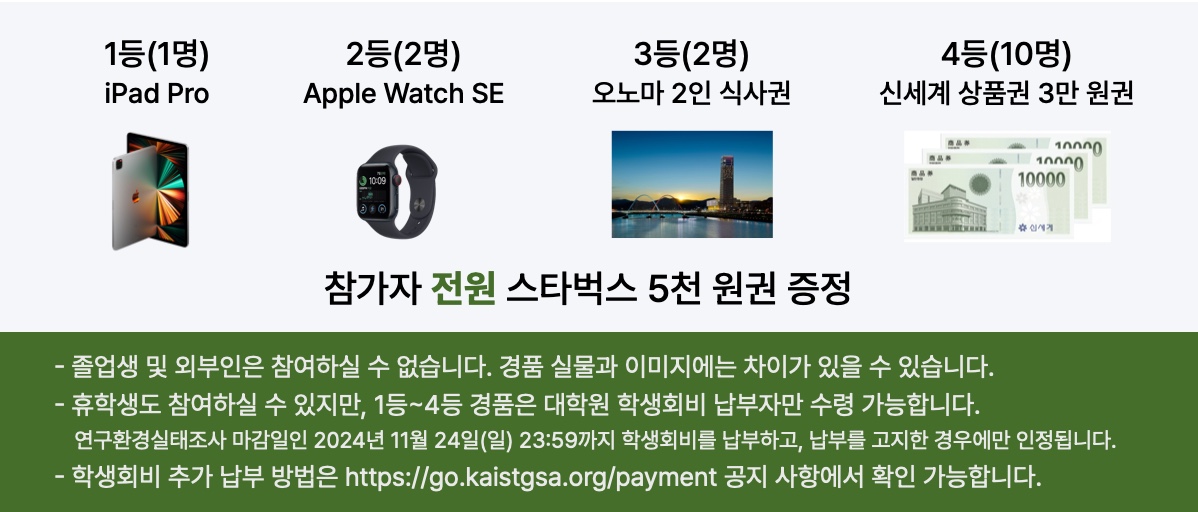 1등(1명)
iPad Pro
2등(2명)
Apple Watch SE
3등(2명)
오노마 2인 식사권
4등(10명)
신세계 상품권 3만 원권
10:09
商品券
10000
商品券
10000
商品券
10000
신세계
참가자 전원 스타벅스 5천 원권 증정
- 졸업생 및 외부인은 참여하실 수 없습니다. 경품 실물과 이미지에는 차이가 있을 수 있습니다.
- 휴학생도 참여하실 수 있지만, 1등~4등 경품은 대학원 학생회비 납부자만 수령 가능합니다.
연구환경실태조사 마감일인 2024년 11월 24일(일) 23:59까지 학생회비를 납부하고, 납부를 고지한 경우에만 인정됩니다.
- 학생회비 추가 납부 방법은 https://go.kaistgsa.org/payment 공지 사항에서 확인 가능합니다.